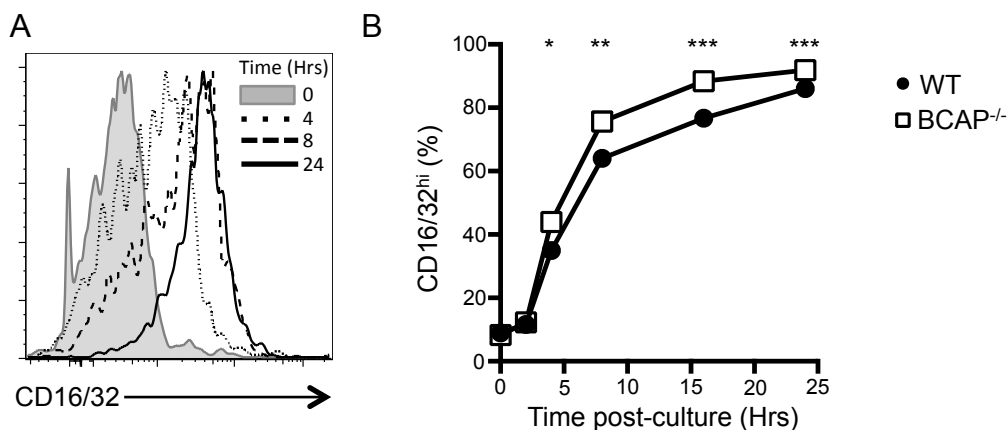 A
Time (Hrs)
0
4
8
24
CD16/32
B
* ** *** ***
100
80
60
40
20
0
CD16/32hi (%)
0 5 10 15 20 25
Time post-culture (Hrs)
WT
BCAP-/-